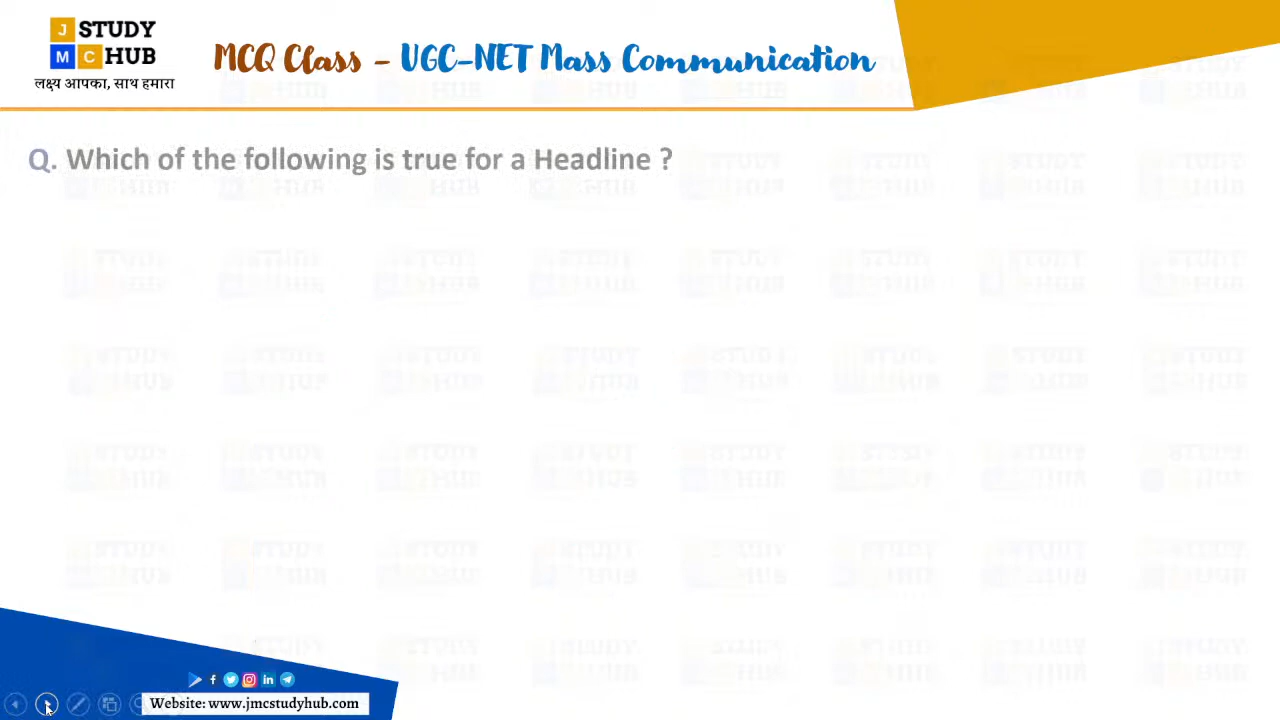 J STUDY
M C HUB
लक्ष्य आपका, साथ हमारा
MCQ Class - UGC-NET Mass Communication
Q. Which of the following is true for a Headline ?
Website: www.jmcstudyhub.com